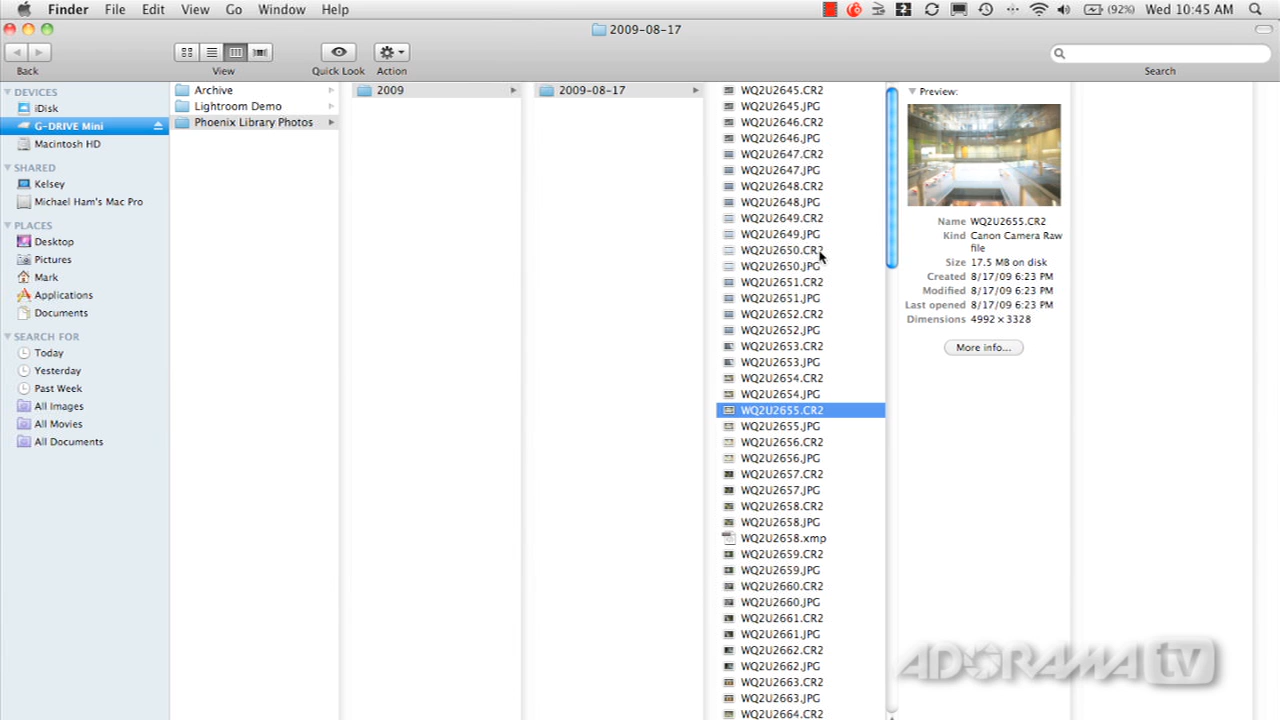 Finder File Edit View Go Window Help (92%) Wed 10:45 AM
2009-08-17
Back View Quick Look Action Search
DEVICES
iDisk
G-DRIVE Mini
Macintosh HD
SHARED
Kelsey
Michael Ham's Mac Pro
PLACES
Desktop
Pictures
Mark
Applications
Documents
SEARCH FOR
Today
Yesterday
Past Week
All Images
All Movies
All Documents
Archive
Lightroom Demo
Phoenix Library Photos
2009
2009-08-17
WQ2U2645.CR2
WQ2U2645.JPG
WQ2U2646.CR2
WQ2U2646.JPG
WQ2U2647.CR2
WQ2U2647.JPG
WQ2U2648.CR2
WQ2U2648.JPG
WQ2U2649.CR2
WQ2U2649.JPG
WQ2U2650.CR2
WQ2U2650.JPG
WQ2U2651.CR2
WQ2U2651.JPG
WQ2U2652.CR2
WQ2U2652.JPG
WQ2U2653.CR2
WQ2U2653.JPG
WQ2U2654.CR2
WQ2U2654.JPG
WQ2U2655.CR2
WQ2U2655.JPG
WQ2U2656.CR2
WQ2U2656.JPG
WQ2U2657.CR2
WQ2U2657.JPG
WQ2U2658.CR2
WQ2U2658.JPG
WQ2U2658.xmp
WQ2U2659.CR2
WQ2U2659.JPG
WQ2U2660.CR2
WQ2U2660.JPG
WQ2U2661.CR2
WQ2U2661.JPG
WQ2U2662.CR2
WQ2U2662.JPG
WQ2U2663.CR2
WQ2U2663.JPG
WQ2U2664.CR2
Preview:
Name WQ2U2655.CR2
Kind Canon Camera Raw
file
Size 17.5 MB on disk
Created 8/17/09 6:23 PM
Modified 8/17/09 6:23 PM
Last opened 8/17/09 6:23 PM
Dimensions 4992 × 3328
More info...
ADORAMA tv